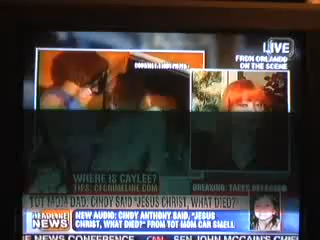 LIVE
FROM ORLANDO
ON THE SCENE
WHERE IS CAYLEE?
TIPS: CFCRIMELINE.COM
BREAKING: TAPES RELEASED
TOT MOM DAD: CINDY SAID "JESUS CHRIST, WHAT DIED?"
HEADLINE
NEWS
NEW AUDIO: CINDY ANTHONY SAID, "JESUS
CHRIST, WHAT DIED?" FROM TOT MOM CAR SMELL
E NEWS CONFERENCE CNN SEN JOHN MCCAIN'S CHIS